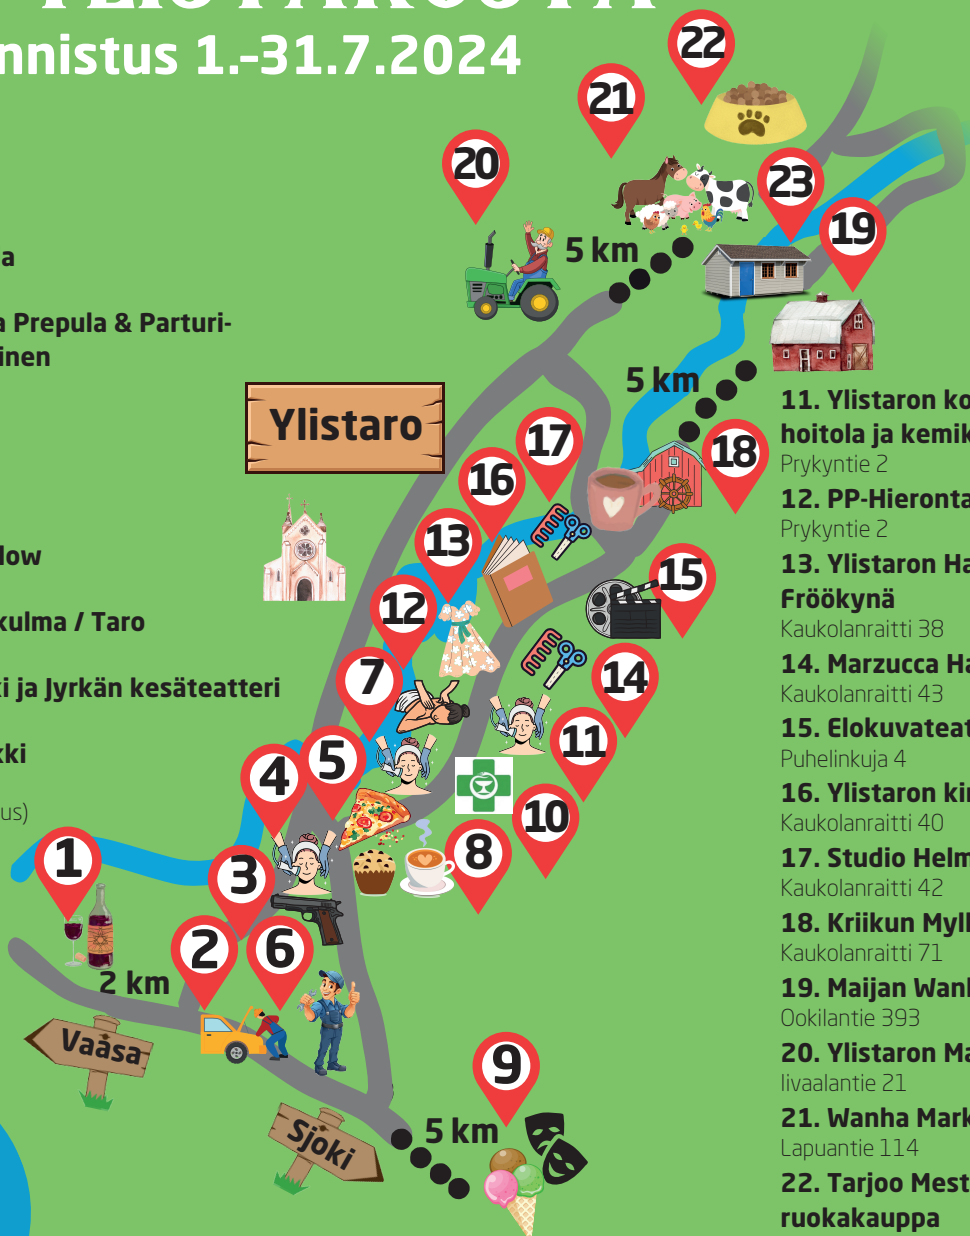 nnistus 1.-31.7.2024
22
21
20
23
19
5 km
a
a Prepula & Parturi-
inen
5 km
Ylistaro
17
18
16
13
15
12
7
14
11
5
4
10
8
3
1
2
6
2 km
Vaasa
9
Sjoki
5 km
low
kulma / Taro
i ja Jyrkän kesäteatteri
kki
us)
11. Ylistaron ko
hoitola ja kemik
Prykyntie 2
12. PP-Hieronta
Prykyntie 2
13. Ylistaron Ha
Fröökynä
Kaukolanraitti 38
14. Marzucca Ha
Kaukolanraitti 43
15. Elokuvateat
Puhelinkuja 4
16. Ylistaron kir
Kaukolanraitti 40
17. Studio Helm
Kaukolanraitti 42
18. Kriikun Myll
Kaukolanraitti 71
19. Maijan Wanh
Ookilantie 393
20. Ylistaron Ma
Iivaalantie 21
21. Wanha Mark
Lapuantie 114
22. Tarjoo Mest
ruokakauppa